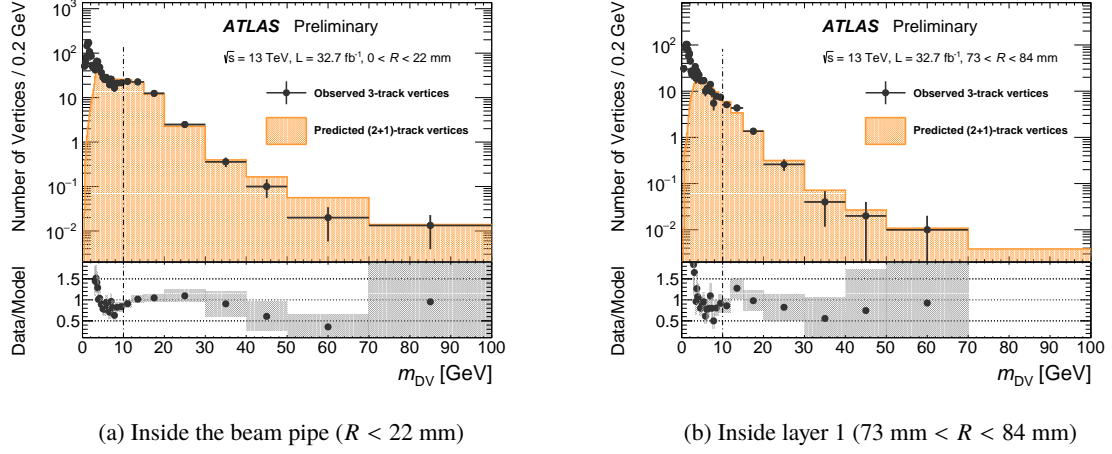 ATLAS Preliminary
√s = 13 TeV, L = 32.7 fb⁻¹, 0 < R < 22 mm
Observed 3-track vertices
Predicted (2+1)-track vertices
Number of Vertices / 0.2 GeV
10³
10²
10
1
10⁻¹
10⁻²
Data/Model
1.5
1
0.5
0 10 20 30 40 50 60 70 80 90 100
m_DV [GeV]
(a) Inside the beam pipe (R < 22 mm)
ATLAS Preliminary
√s = 13 TeV, L = 32.7 fb⁻¹, 73 < R < 84 mm
Observed 3-track vertices
Predicted (2+1)-track vertices
Number of Vertices / 0.2 GeV
10³
10²
10
1
10⁻¹
10⁻²
Data/Model
1.5
1
0.5
0 10 20 30 40 50 60 70 80 90 100
m_DV [GeV]
(b) Inside layer 1 (73 mm < R < 84 mm)